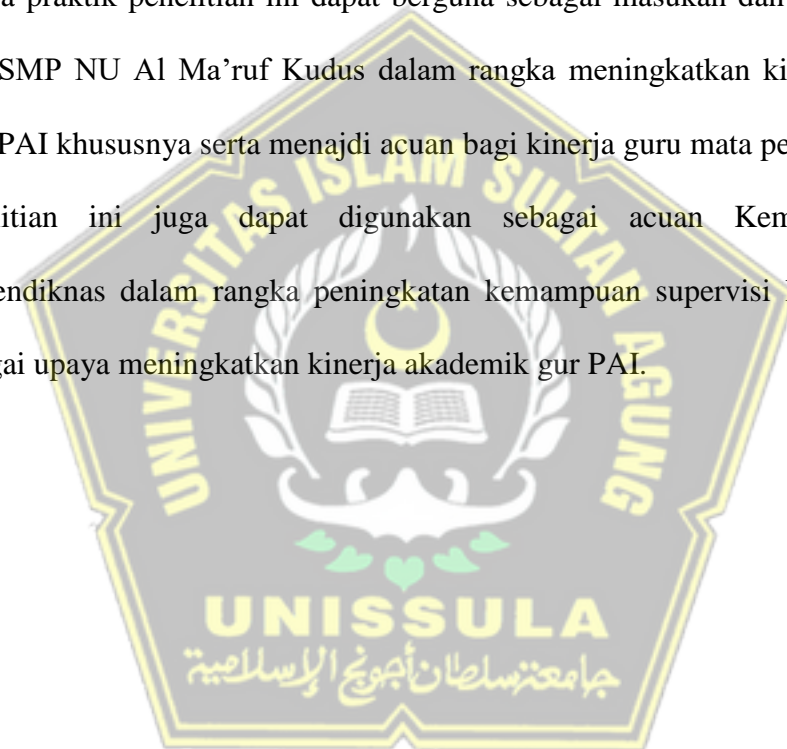 a praktik penelitian ini dapat berguna sebagai masukan dan
SMP NU Al Ma’ruf Kudus dalam rangka meningkatkan ki
PAI khususnya serta menajdi acuan bagi kinerja guru mata pe
itian ini juga dapat digunakan sebagai acuan Kem
endiknas dalam rangka peningkatan kemampuan supervisi
gai upaya meningkatkan kinerja akademik gur PAI.
UNIVERSITAS ISLAM SULTAN AGUNG
UNISSULA
جامعتنسلطان أجونج الإسلامية